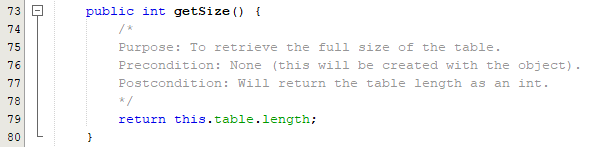 73 public int getSize() {
74 /*
75 Purpose: To retrieve the full size of the table.
76 Precondition: None (this will be created with the object).
77 Postcondition: Will return the table length as an int.
78 */
79 return this.table.length;
80 }